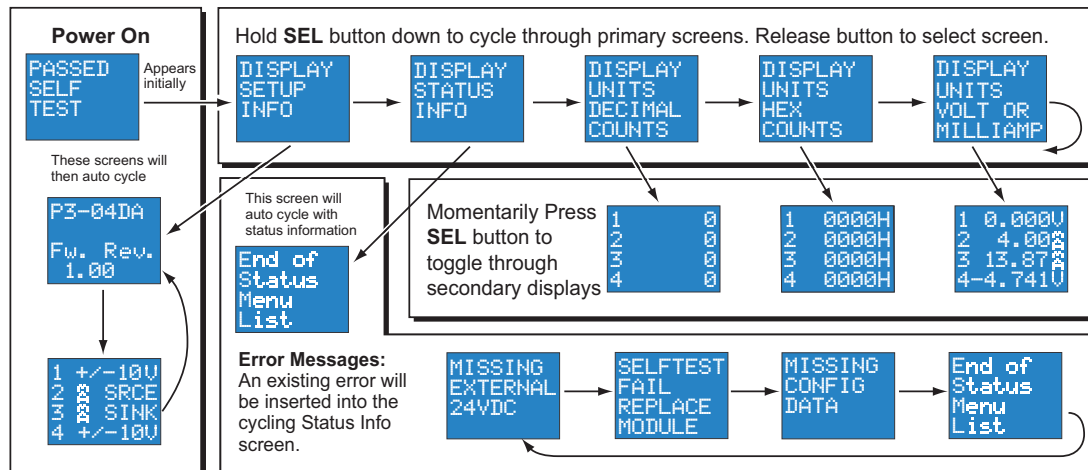 Power On
PASSED
SELF
TEST
Appears
initially
These screens will
then auto cycle
P3-04DA
Fw. Rev.
1.00
1 +/-10V
2 mA SRCE
3 mA SINK
4 +/-10V
Hold SEL button down to cycle through primary screens. Release button to select screen.
DISPLAY
SETUP
INFO
DISPLAY
STATUS
INFO
DISPLAY
UNITS
DECIMAL
COUNTS
DISPLAY
UNITS
HEX
COUNTS
DISPLAY
UNITS
VOLT OR
MILLIAMP
This screen will
auto cycle with
status information
End of
Status
Menu
List
Momentarily Press
SEL button to
toggle through
secondary displays
1 0
2 0
3 0
4 0
1 0000H
2 0000H
3 0000H
4 0000H
1 0.000V
2 4.00mA
3 13.87mA
4-4.741V
Error Messages:
An existing error will
be inserted into the
cycling Status Info
screen.
MISSING
EXTERNAL
24VDC
SELFTEST
FAIL
REPLACE
MODULE
MISSING
CONFIG
DATA
End of
Status
Menu
List